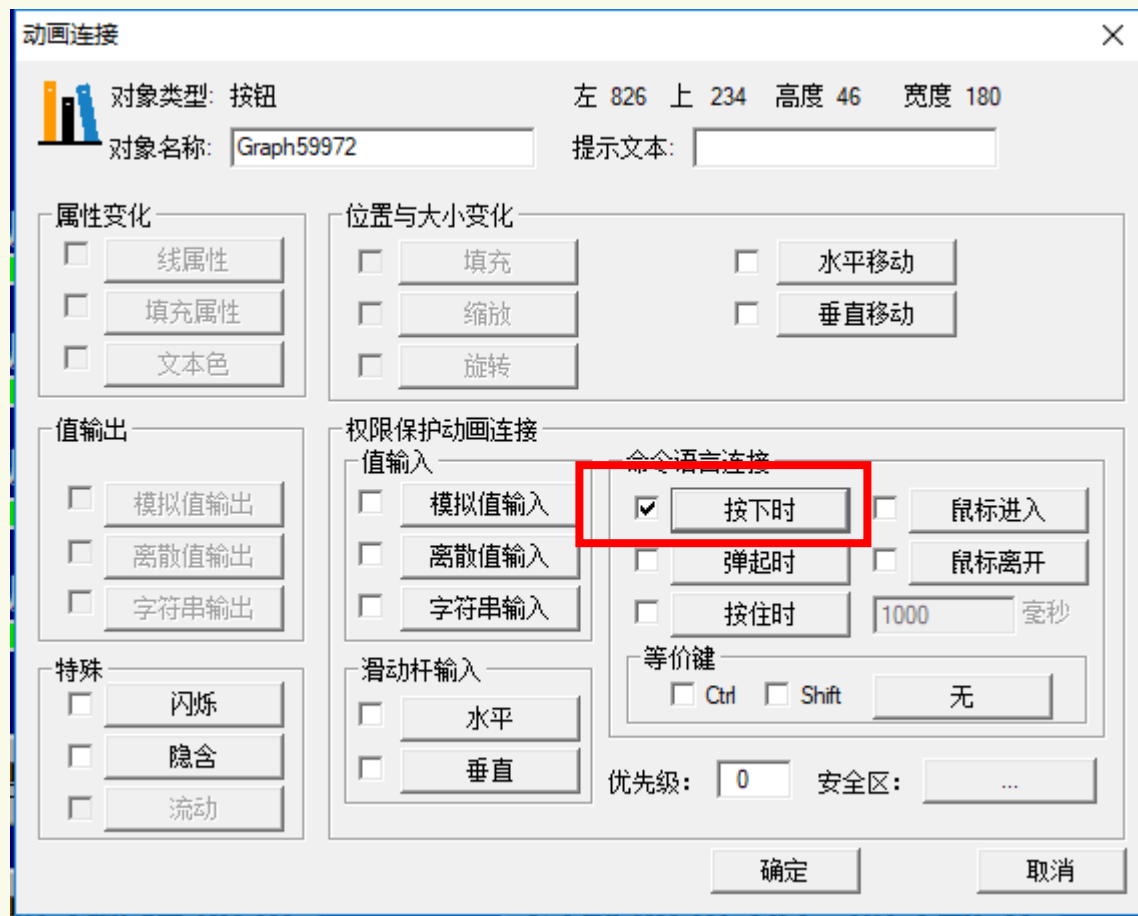 动画连接
对象类型: 按钮 左 826 上 234 高度 46 宽度 180
对象名称: Graph59972 提示文本:
属性变化 位置与大小变化
线属性 填充 水平移动
填充属性 缩放 垂直移动
文本色 旋转
值输出 权限保护动画连接
值输入 命令语言连接
模拟值输出 模拟值输入 按下时 鼠标进入
离散值输出 离散值输入 弹起时 鼠标离开
字符串输出 字符串输入 按住时 1000 毫秒
特殊 滑动杆输入 等价键
闪烁 水平 Ctrl Shift 无
隐含 垂直 优先级: 0 安全区: ...
流动
确定 取消